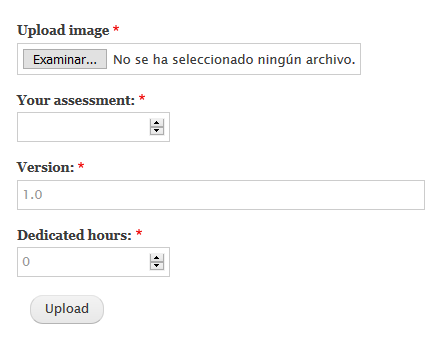 Upload image *
Examinar... No se ha seleccionado ningún archivo.
Your assessment: *
Version: *
1.0
Dedicated hours: *
0
Upload